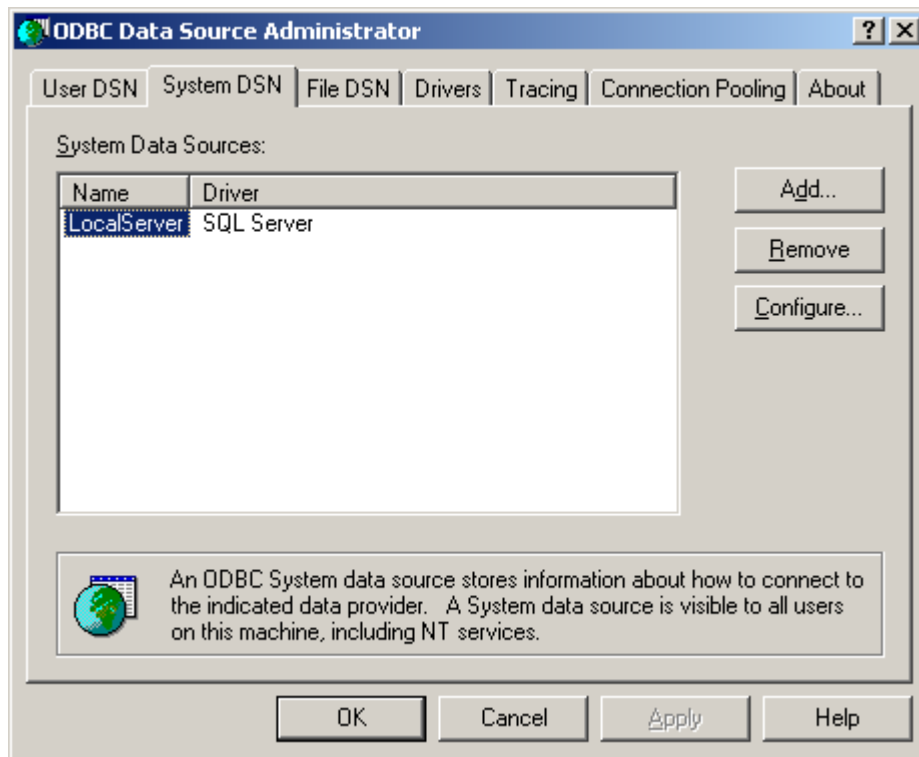 ODBC Data Source Administrator
User DSN System DSN File DSN Drivers Tracing Connection Pooling About
System Data Sources:
Name Driver
LocalServer SQL Server
Add...
Remove
Configure...
An ODBC System data source stores information about how to connect to
the indicated data provider. A System data source is visible to all users
on this machine, including NT services.
OK Cancel Apply Help